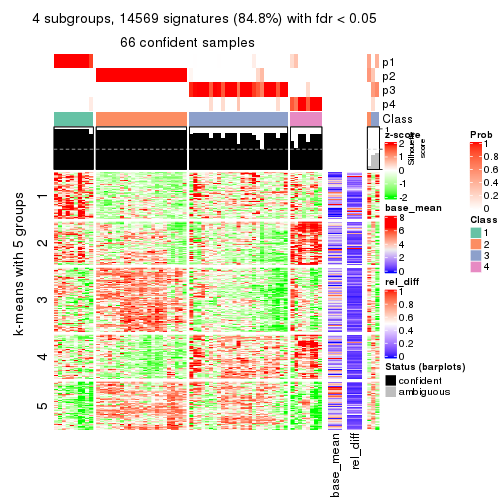 4 subgroups, 14569 signatures (84.8%) with fdr < 0.05
66 confident samples
p1
p2
p3
p4
Class
1
Silhouette
score
k-means with 5 groups
1
2
3
4
5
base_mean
rel_diff
z-score
2
1
0
-1
-2
base_mean
8
6
4
2
0
rel_diff
1
0.8
0.6
0.4
0.2
0
Status (barplots)
confident
ambiguous
Prob
1
0.8
0.6
0.4
0.2
0
Class
1
2
3
4